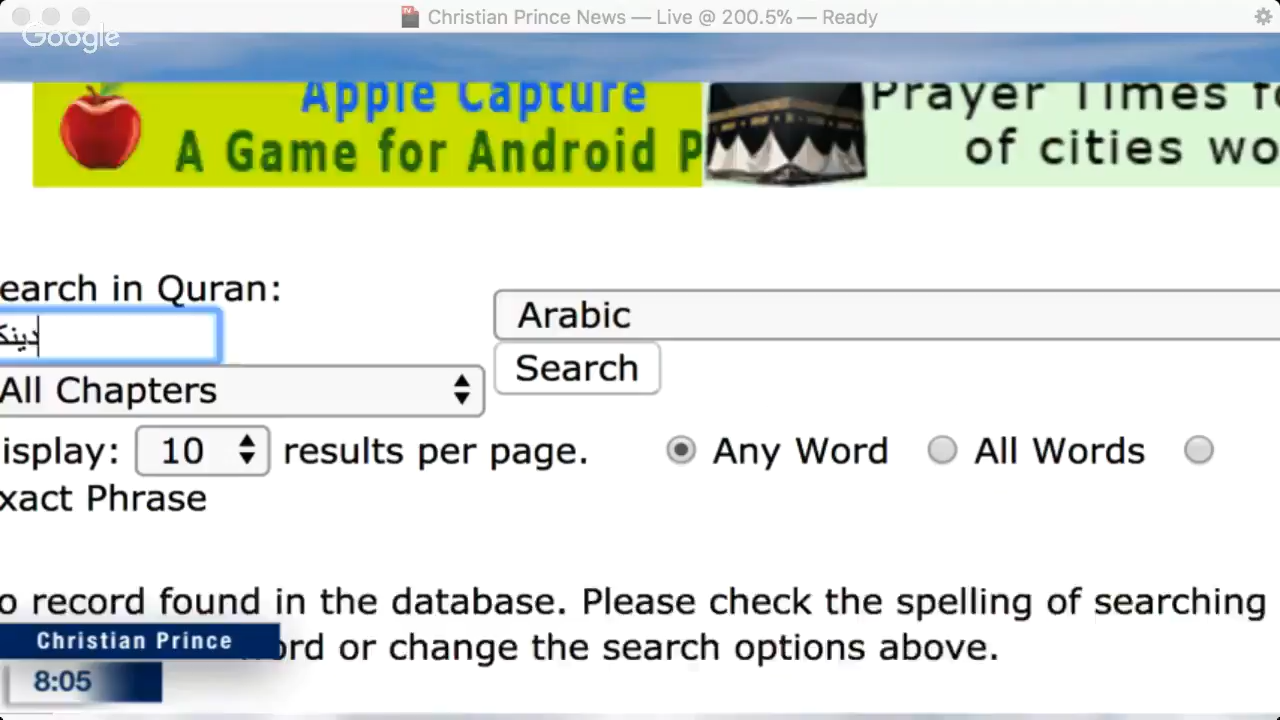 Christian Prince News — Live @ 200.5% — Ready
Google
Apple Capture
A Game for Android P
Prayer Times fo
of cities wo
earch in Quran:
دينك
Arabic
Search
All Chapters
isplay: 10 results per page. Any Word All Words
xact Phrase
o record found in the database. Please check the spelling of searching
ord or change the search options above.
Christian Prince
8:05